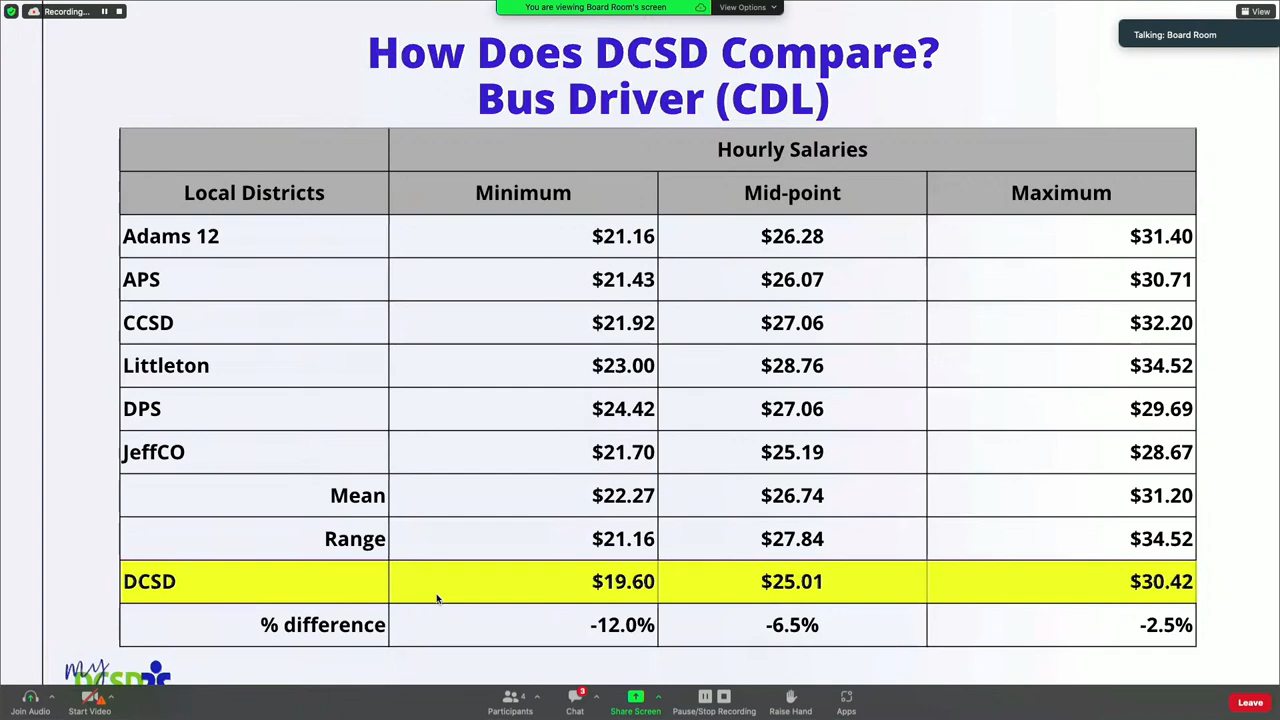 Recording...
You are viewing Board Room's screen
View Options
View
Talking: Board Room
How Does DCSD Compare?
Bus Driver (CDL)
Hourly Salaries
Local Districts Minimum Mid-point Maximum
Adams 12 $21.16 $26.28 $31.40
APS $21.43 $26.07 $30.71
CCSD $21.92 $27.06 $32.20
Littleton $23.00 $28.76 $34.52
DPS $24.42 $27.06 $29.69
JeffCO $21.70 $25.19 $28.67
Mean $22.27 $26.74 $31.20
Range $21.16 $27.84 $34.52
DCSD $19.60 $25.01 $30.42
% difference -12.0% -6.5% -2.5%
my
DCSD
4 3
Join Audio Start Video Participants Chat Share Screen Pause/Stop Recording Raise Hand Apps Leave